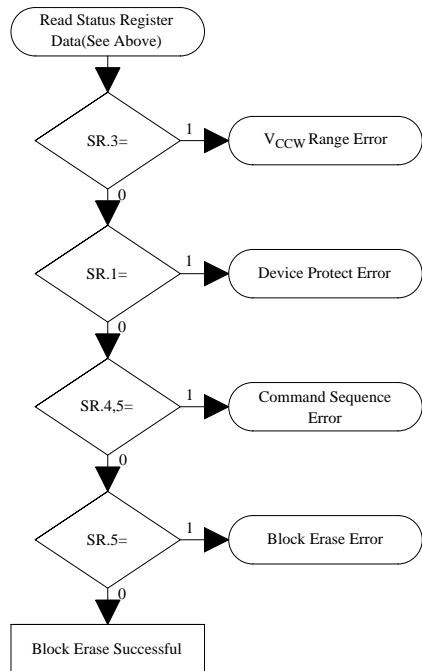 Read Status Register
Data(See Above)
SR.3=
1
VCCW Range Error
0
SR.1=
1
Device Protect Error
0
SR.4,5=
1
Command Sequence
Error
0
SR.5=
1
Block Erase Error
0
Block Erase Successful